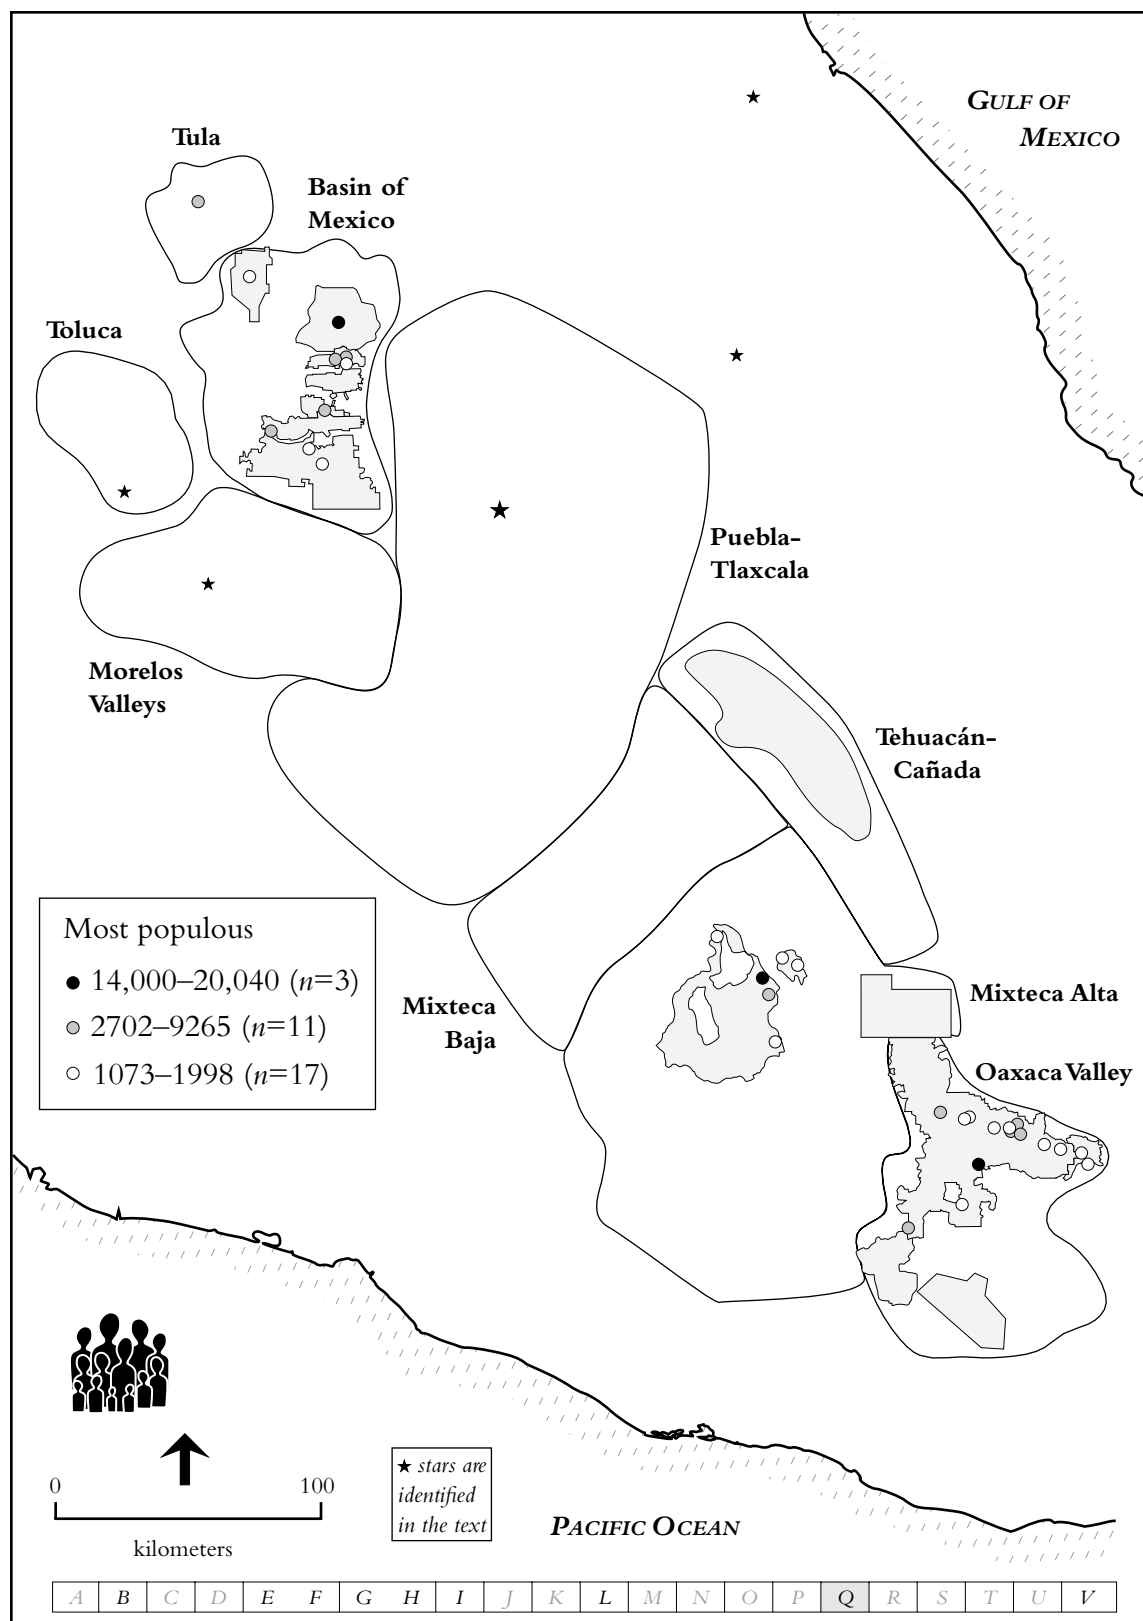 GULF OF
MEXICO
Tula
Basin of
Mexico
Toluca
Puebla-
Tlaxcala
Morelos
Valleys
Tehuacán-
Cañada
Most populous
14,000–20,040 (n=3)
2702–9265 (n=11)
1073–1998 (n=17)
Mixteca
Baja
Mixteca Alta
Oaxaca Valley
0 100
kilometers
stars are
identified
in the text
PACIFIC OCEAN
A B C D E F G H I J K L M N O P Q R S T U V